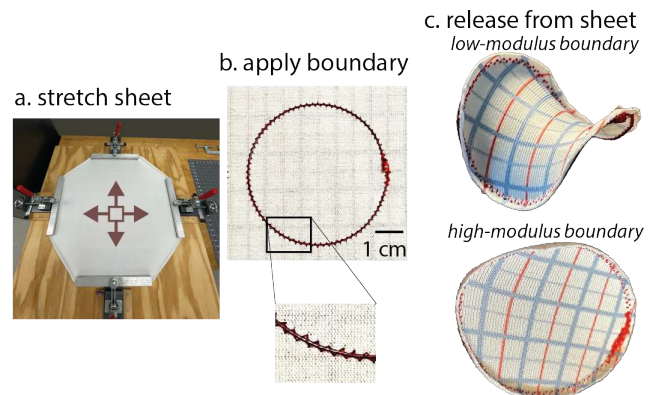 c. release from sheet
low-modulus boundary
b. apply boundary
a. stretch sheet
1 cm
high-modulus boundary